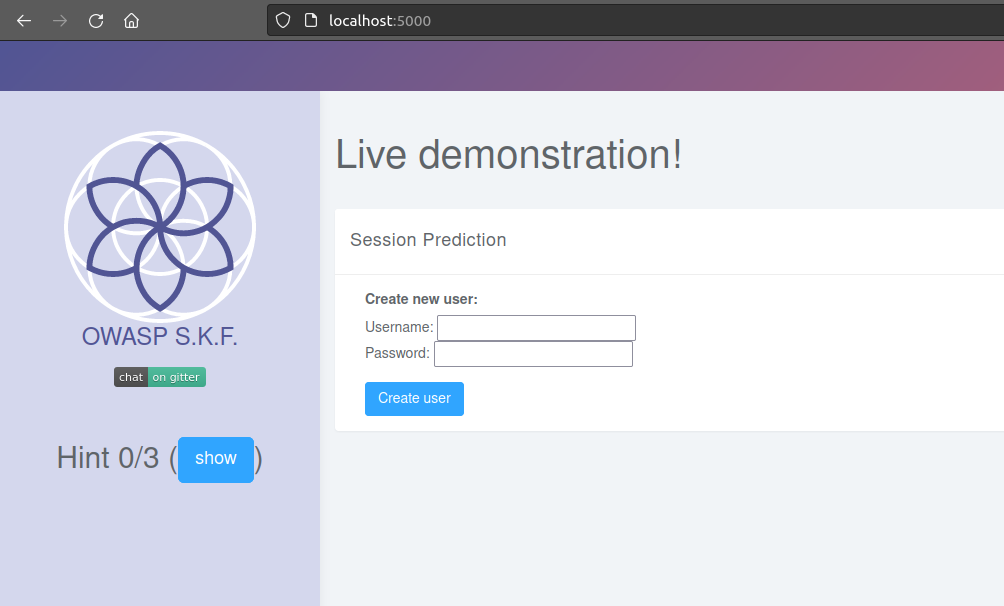 localhost:5000
Live demonstration!
Session Prediction
Create new user:
Username:
Password:
Create user
OWASP S.K.F.
chat on gitter
Hint 0/3 (show)